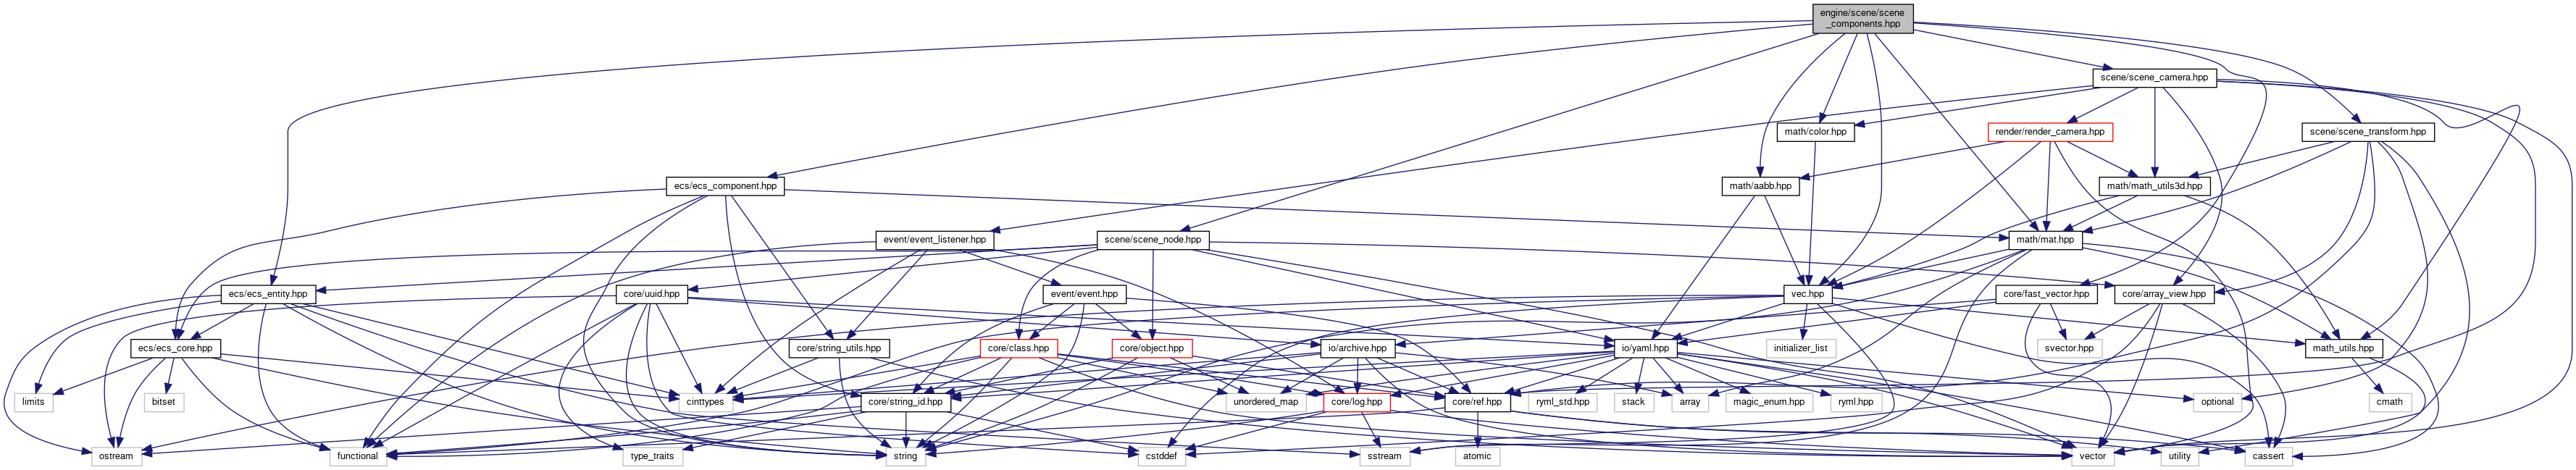 engine/scene/scene
_components.hpp
scene/scene_camera.hpp
math/color.hpp
render/render_camera.hpp
scene/scene_transform.hpp
ecs/ecs_component.hpp
math/aabb.hpp
math/math_utils3d.hpp
event/event_listener.hpp
scene/scene_node.hpp
math/mat.hpp
ecs/ecs_entity.hpp
core/uuid.hpp
event/event.hpp
vec.hpp
core/fast_vector.hpp
core/array_view.hpp
ecs/ecs_core.hpp
core/string_utils.hpp
core/class.hpp
core/object.hpp
io/archive.hpp
io/yaml.hpp
initializer_list
svector.hpp
math_utils.hpp
limits
bitset
cinttypes
core/string_id.hpp
unordered_map
core/log.hpp
core/ref.hpp
ryml_std.hpp
stack
array
magic_enum.hpp
ryml.hpp
optional
cmath
ostream
functional
type_traits
string
cstddef
sstream
atomic
vector
utility
cassert